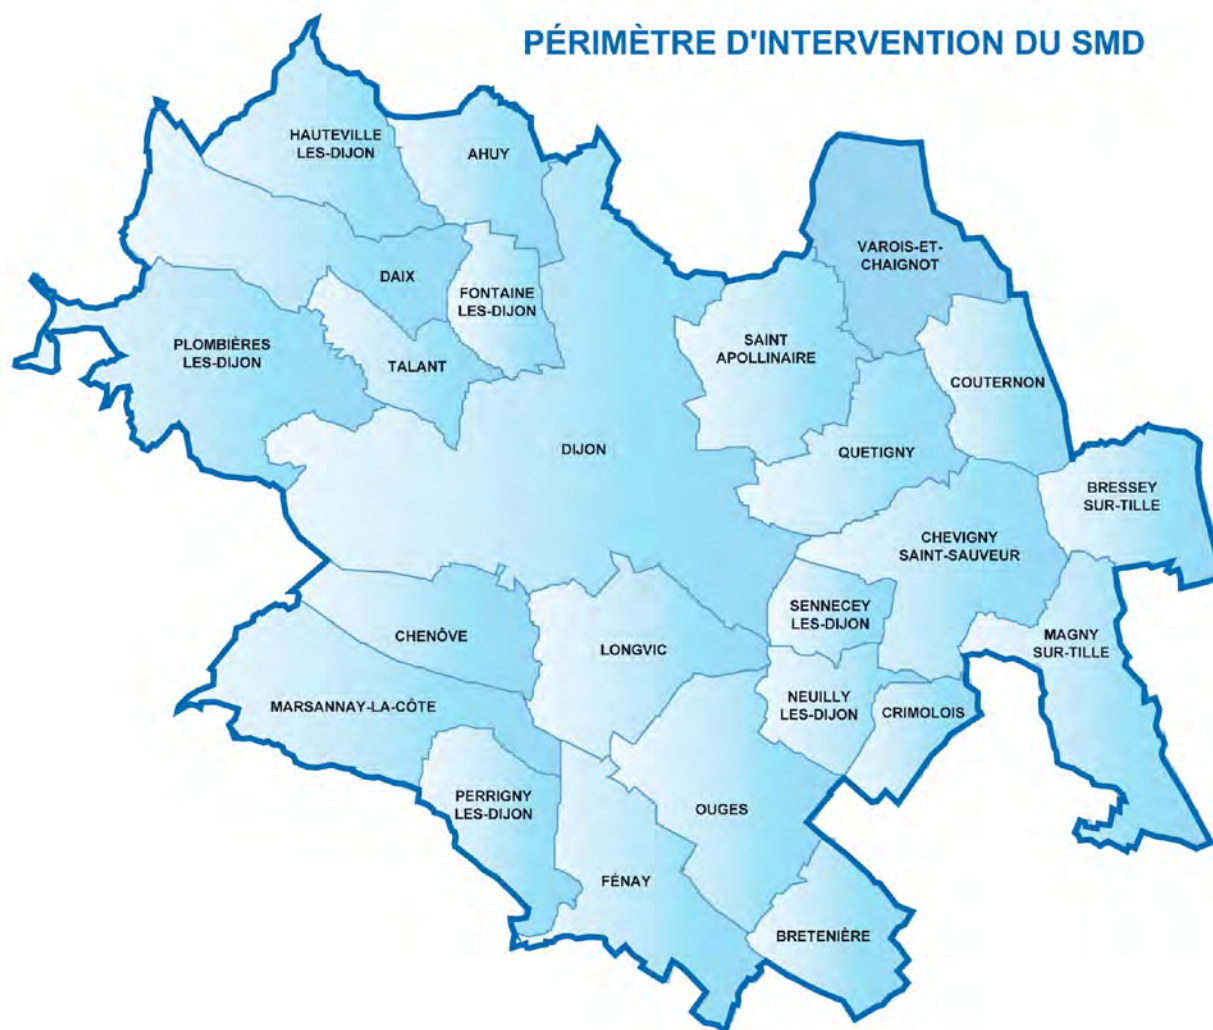 PÉRIMÈTRE D'INTERVENTION DU SMD
HAUTEVILLE
LES-DIJON
AHUY
VAROIS-ET-
CHAIGNOT
DAIX
FONTAINE
LES-DIJON
PLOMBIÈRES
LES-DIJON
TALANT
SAINT
APOLLINAIRE
COUTERNON
DIJON
QUETIGNY
BRESSEY
SUR-TILLE
CHEVIGNY
SAINT-SAUVEUR
SENNECEY
LES-DIJON
CHENÔVE
LONGVIC
MAGNY
SUR-TILLE
MARSANNAY-LA-CÔTE
NEUILLY
LES-DIJON
CRIMOLOIS
PERRIGNY
LES-DIJON
OUGES
FÉNAY
BRETENIÈRE